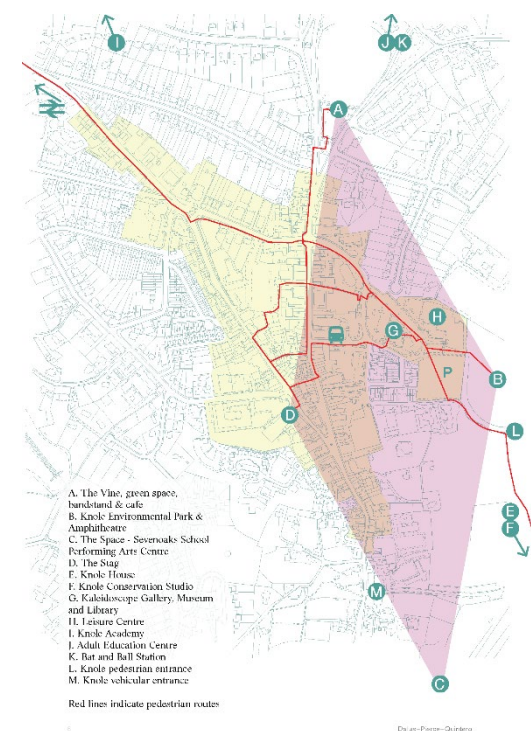 I
J K
A
H
G
B
P
D
L
E
F
M
C
A. The Vine, green space,
bandstand & cafe
B. Knole Environmental Park &
Amphitheatre
C. The Space - Sevenoaks School
Performing Arts Centre
D. The Stag
E. Knole House
F. Knole Conservation Studio
G. Kaleidoscope Gallery, Museum
and Library
H. Leisure Centre
I. Knole Academy
J. Adult Education Centre
K. Bat and Ball Station
L. Knole pedestrian entrance
M. Knole vehicular entrance
Red lines indicate pedestrian routes